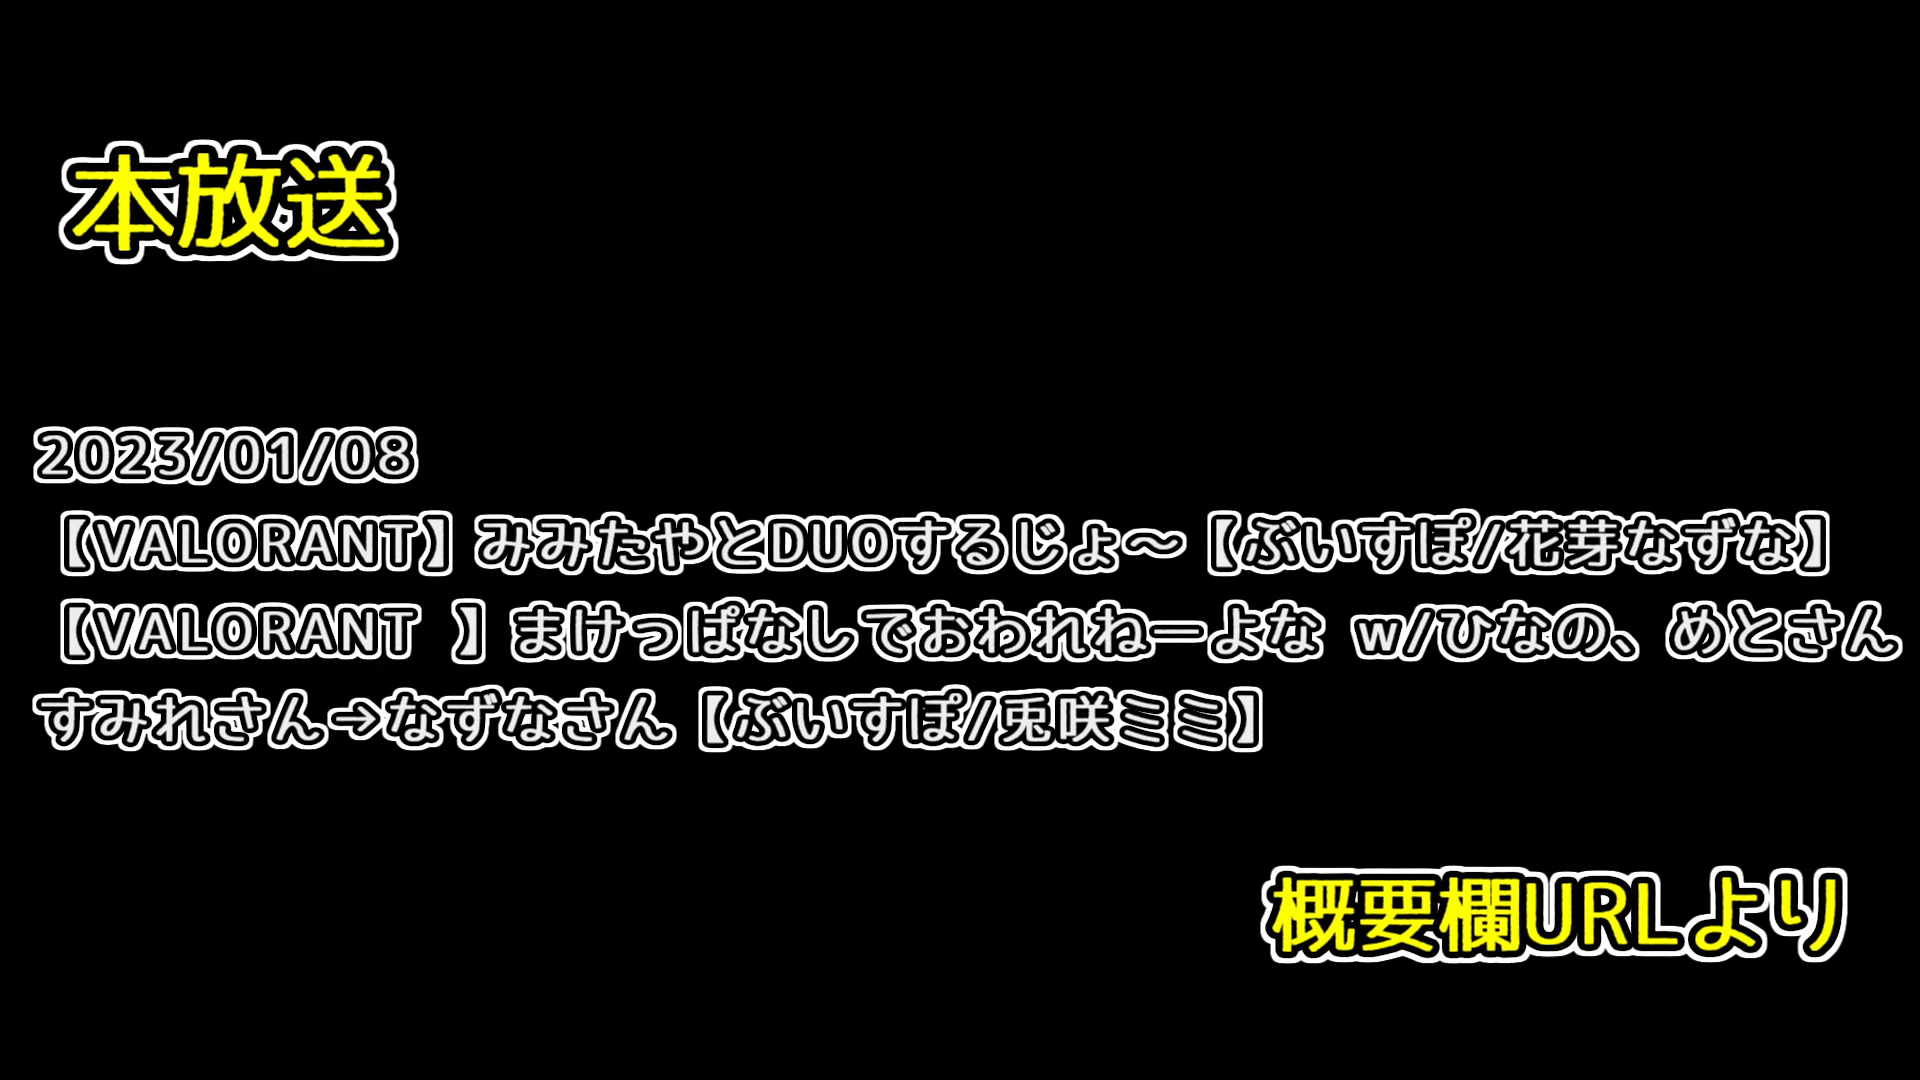 本放送
2023/01/08
【VALORANT】みみたやとDUOするじょ～【ぶいすぽ/花芽なずな】
【VALORANT 】まけっぱなしでおわれねーよな w/ひなの、めとさん
すみれさん→なずなさん【ぶいすぽ/兎咲ミミ】
概要欄URLより